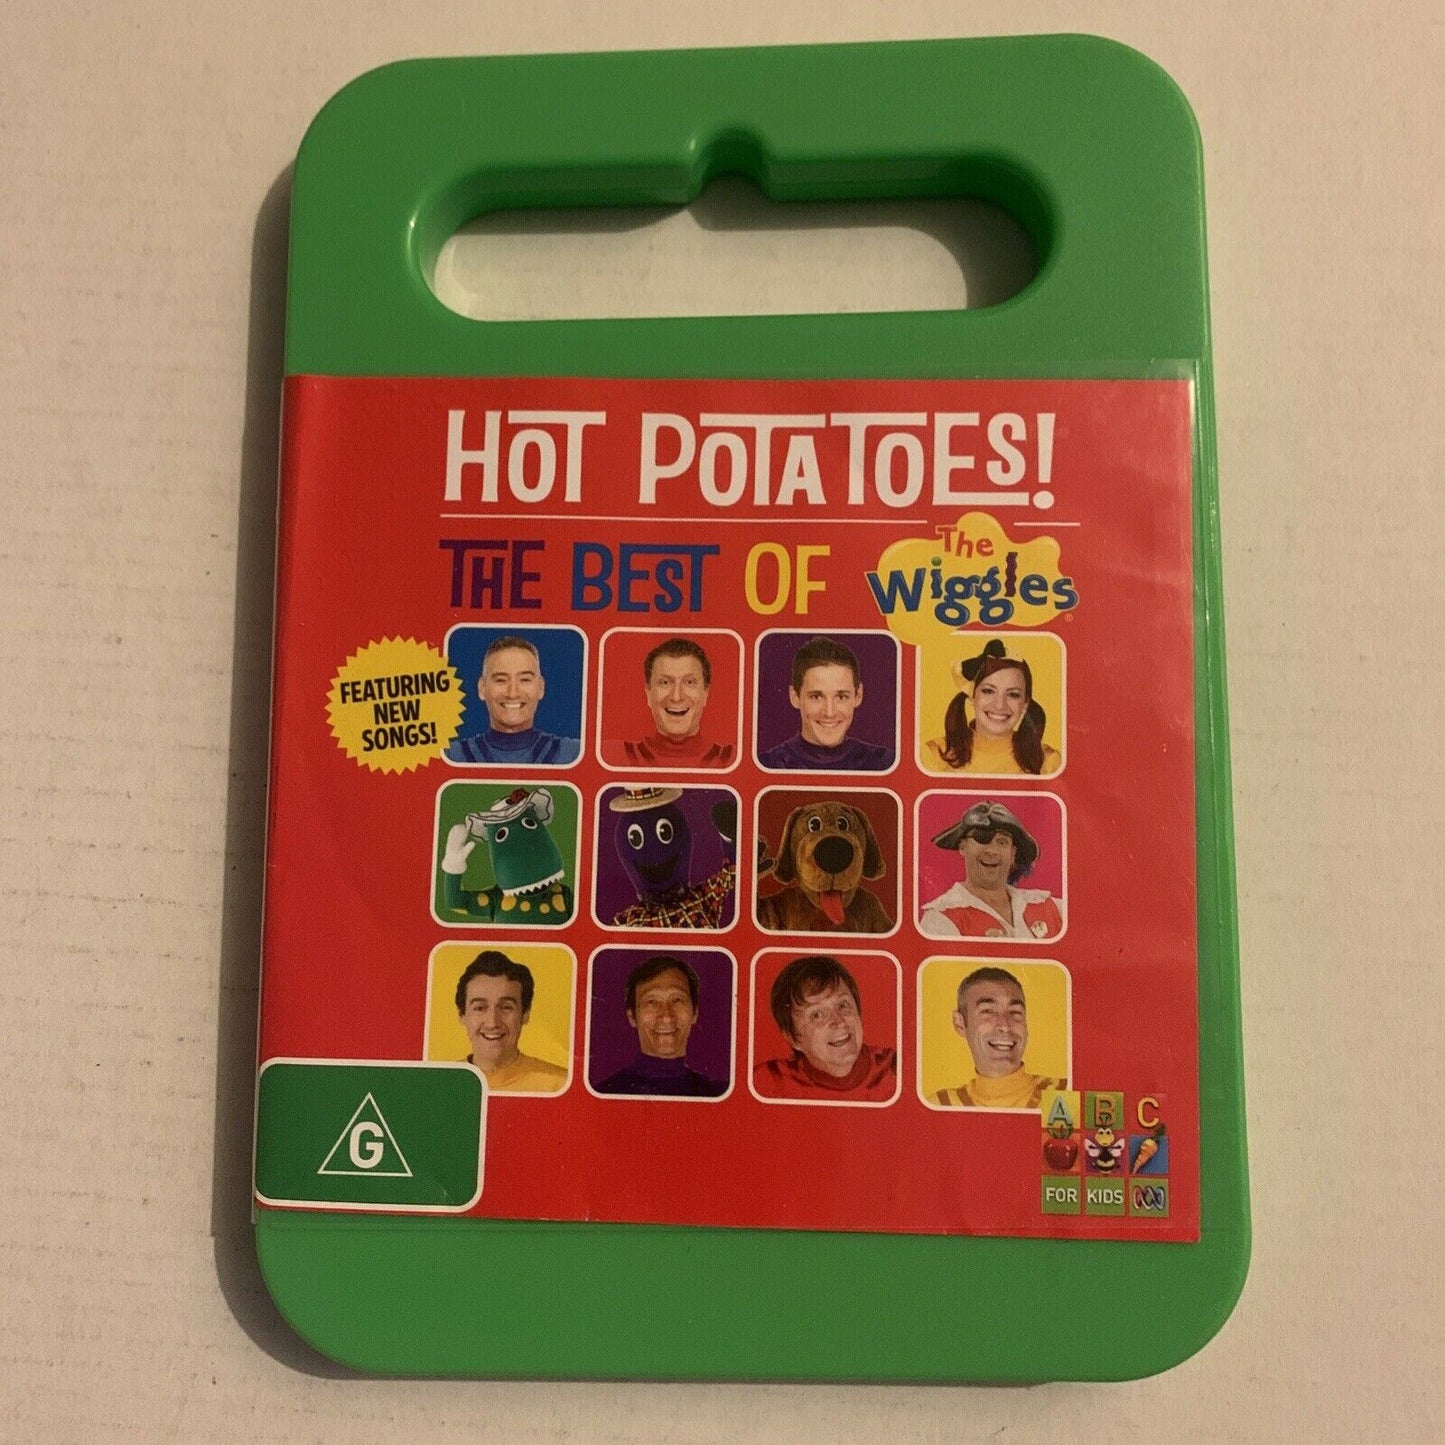 HOT POTATOES!
THE BEST OF The Wiggles®
FEATURING
NEW
SONGS!
G
A B C
FOR KIDS